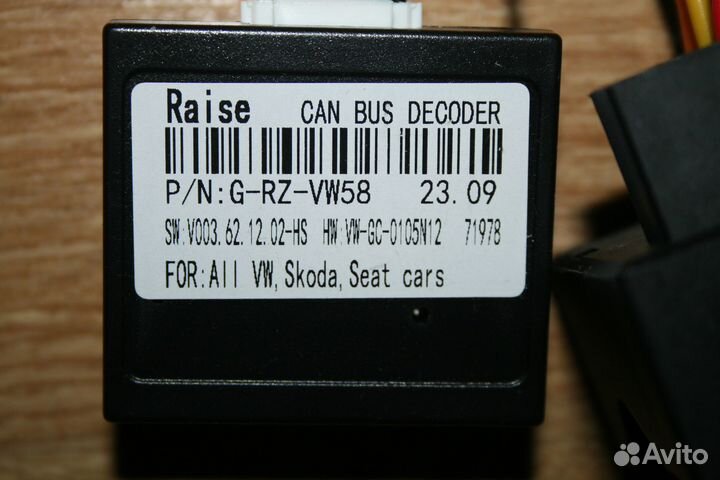 Raise CAN BUS DECODER
P/N:G-RZ-VW58 23.09
SW:V003.62.12.02-HS HW:VW-GC-0105N12 71978
FOR:All VW,Skoda,Seat cars
Avito